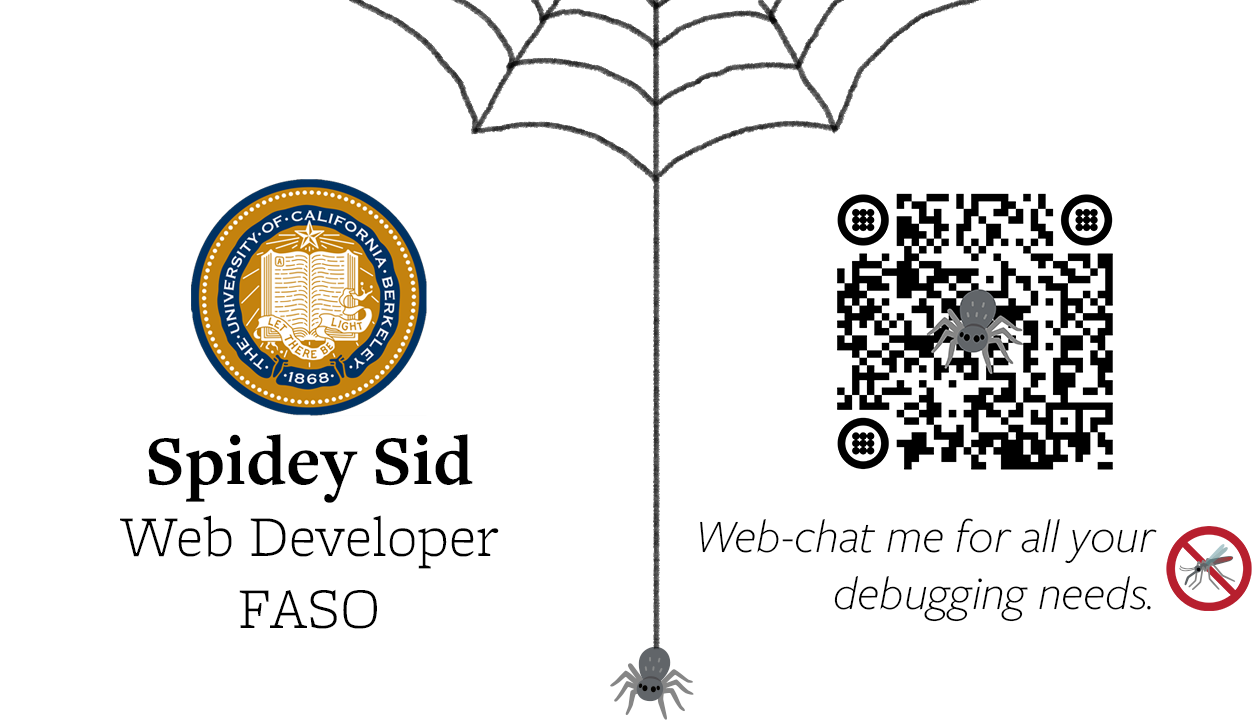 THE·UNIVERSITY·OF·CALIFORNIA·BERKELEY·
·1868·
A
LET THERE BE LIGHT
Spidey Sid
Web Developer
FASO
Web-chat me for all your
debugging needs.